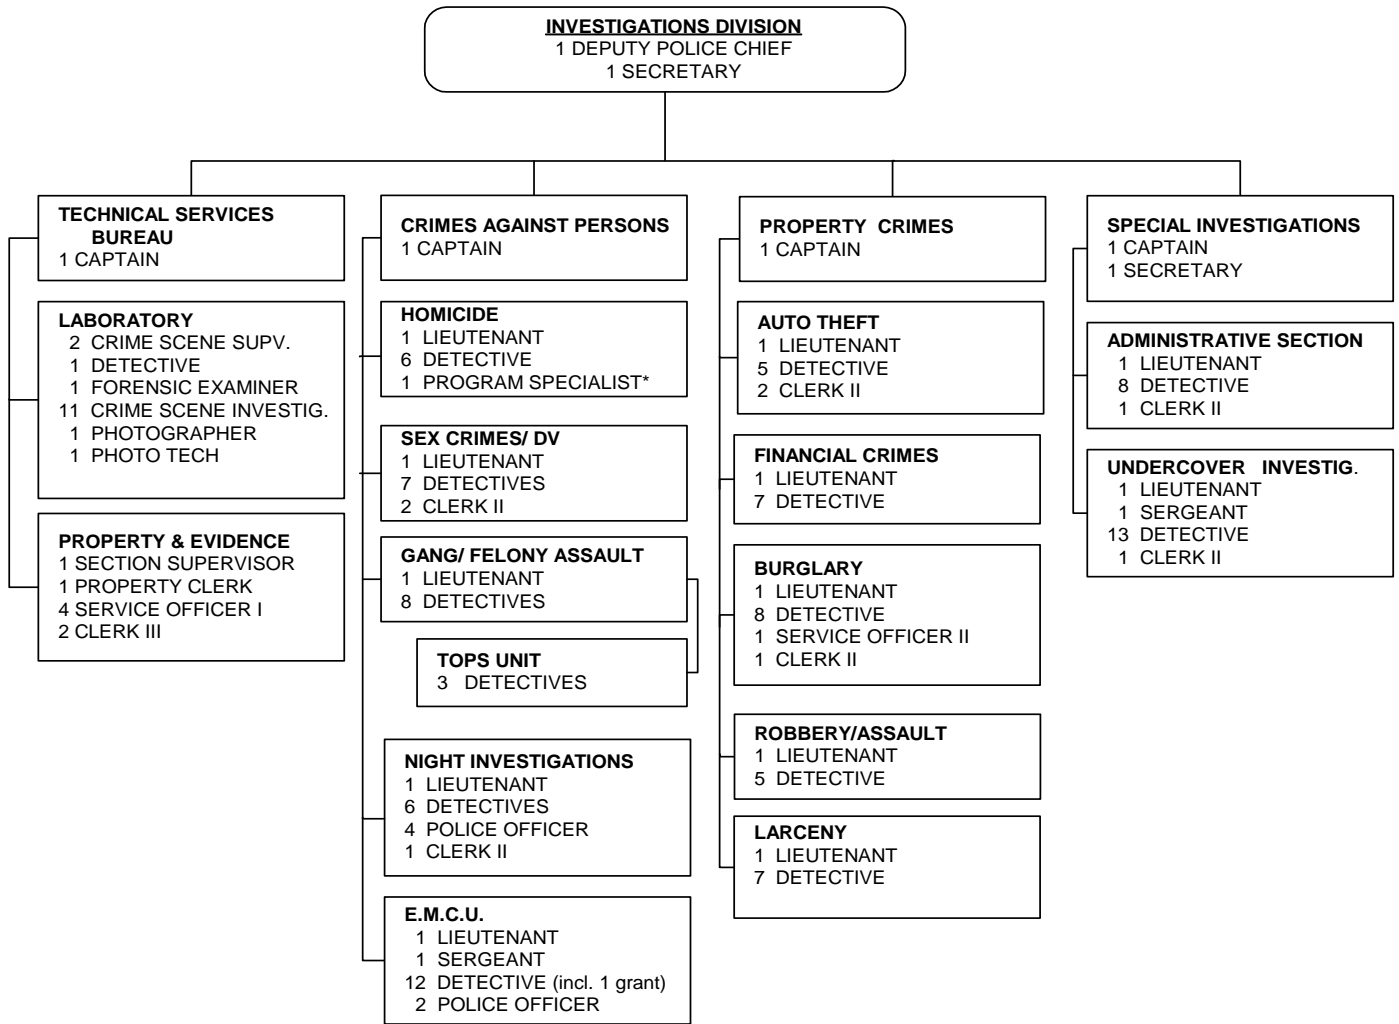 INVESTIGATIONS DIVISION
1 DEPUTY POLICE CHIEF
1 SECRETARY
TECHNICAL SERVICES
BUREAU
1 CAPTAIN
LABORATORY
2 CRIME SCENE SUPV.
1 DETECTIVE
1 FORENSIC EXAMINER
11 CRIME SCENE INVESTIG.
1 PHOTOGRAPHER
1 PHOTO TECH
PROPERTY & EVIDENCE
1 SECTION SUPERVISOR
1 PROPERTY CLERK
4 SERVICE OFFICER I
2 CLERK III
CRIMES AGAINST PERSONS
1 CAPTAIN
HOMICIDE
1 LIEUTENANT
6 DETECTIVE
1 PROGRAM SPECIALIST*
SEX CRIMES/ DV
1 LIEUTENANT
7 DETECTIVES
2 CLERK II
GANG/ FELONY ASSAULT
1 LIEUTENANT
8 DETECTIVES
TOPS UNIT
3 DETECTIVES
NIGHT INVESTIGATIONS
1 LIEUTENANT
6 DETECTIVES
4 POLICE OFFICER
1 CLERK II
E.M.C.U.
1 LIEUTENANT
1 SERGEANT
12 DETECTIVE (incl. 1 grant)
2 POLICE OFFICER
PROPERTY CRIMES
1 CAPTAIN
AUTO THEFT
1 LIEUTENANT
5 DETECTIVE
2 CLERK II
FINANCIAL CRIMES
1 LIEUTENANT
7 DETECTIVE
BURGLARY
1 LIEUTENANT
8 DETECTIVE
1 SERVICE OFFICER II
1 CLERK II
ROBBERY/ASSAULT
1 LIEUTENANT
5 DETECTIVE
LARCENY
1 LIEUTENANT
7 DETECTIVE
SPECIAL INVESTIGATIONS
1 CAPTAIN
1 SECRETARY
ADMINISTRATIVE SECTION
1 LIEUTENANT
8 DETECTIVE
1 CLERK II
UNDERCOVER INVESTIG.
1 LIEUTENANT
1 SERGEANT
13 DETECTIVE
1 CLERK II